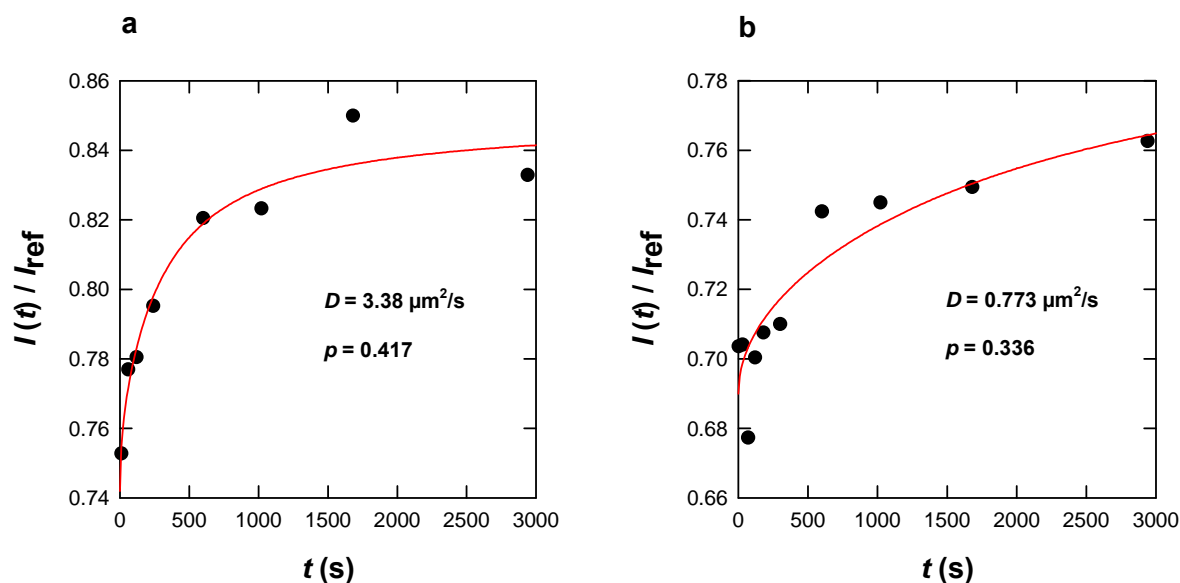 a
0.86
0.84
0.82
0.80
0.78
0.76
0.74
I (t) / I ref
D = 3.38 µm²/s
p = 0.417
0 500 1000 1500 2000 2500 3000
t (s)
b
0.78
0.76
0.74
0.72
0.70
0.68
0.66
I (t) / I ref
D = 0.773 µm²/s
p = 0.336
0 500 1000 1500 2000 2500 3000
t (s)